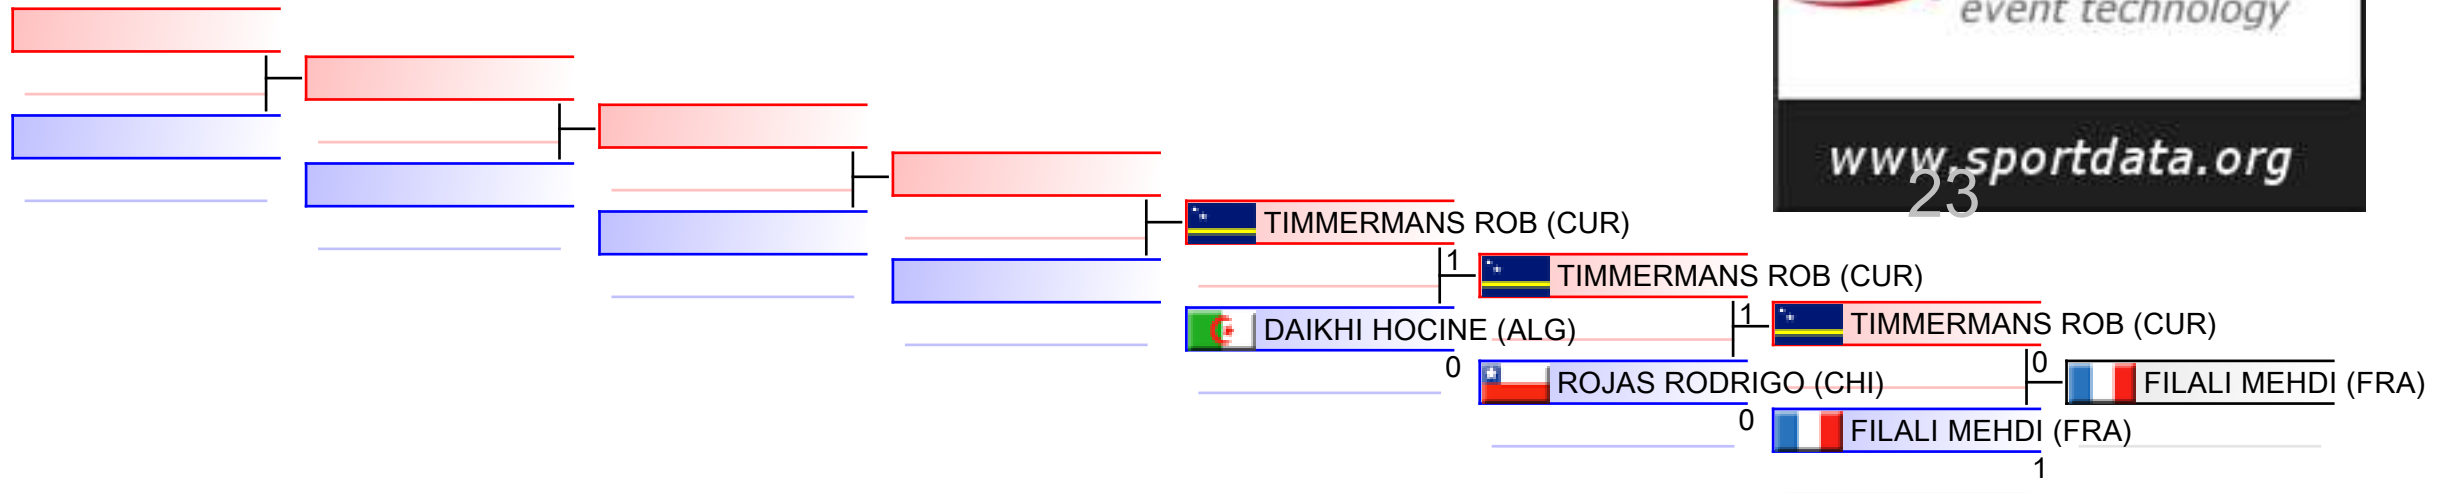 event technology
www.sportdata.org
23
TIMMERMANS ROB (CUR)
1
TIMMERMANS ROB (CUR)
DAIKHI HOCINE (ALG)
0
1
TIMMERMANS ROB (CUR)
ROJAS RODRIGO (CHI)
0
0
FILALI MEHDI (FRA)
FILALI MEHDI (FRA)
1